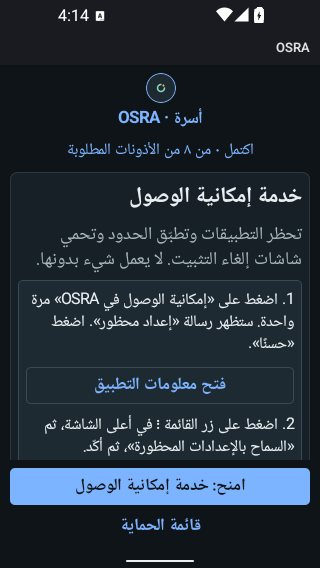 4:14
OSRA
أسرة · OSRA
اكتمل ٠ من ٨ من الأذونات المطلوبة
خدمة إمكانية الوصول
تحظر التطبيقات وتطبّق الحدود وتحمي
شاشات إلغاء التثبيت. لا يعمل شيء بدونها.
1. اضغط على «إمكانية الوصول في OSRA» مرة
واحدة. ستظهر رسالة «إعداد محظور». اضغط
«حسنًا».
فتح معلومات التطبيق
2. اضغط على زر القائمة ⋮ في أعلى الشاشة، ثم
«السماح بالإعدادات المحظورة»، ثم أكّد.
امنح: خدمة إمكانية الوصول
قائمة الحماية